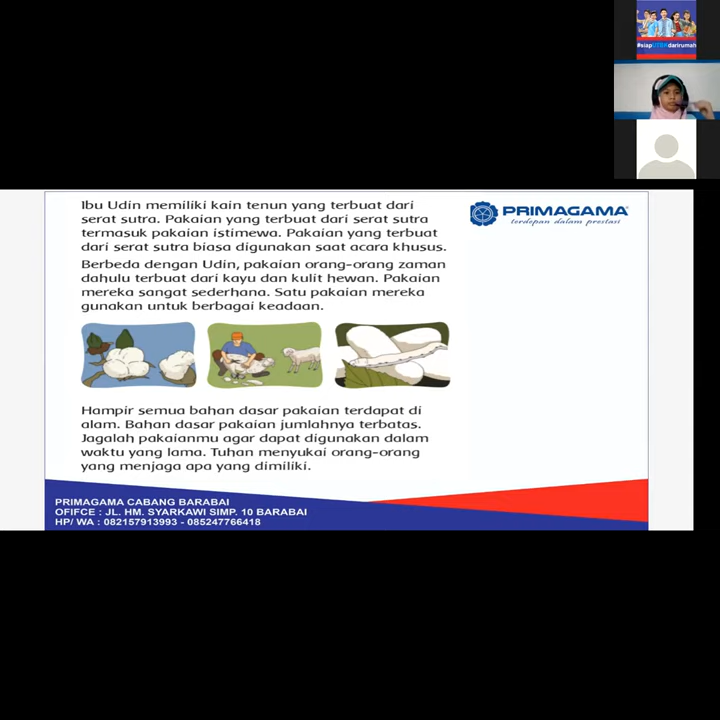 #siapUTBKdarirumah
Ibu Udin memiliki kain tenun yang terbuat dari
serat sutra. Pakaian yang terbuat dari serat sutra
termasuk pakaian istimewa. Pakaian yang terbuat
dari serat sutra biasa digunakan saat acara khusus.
Berbeda dengan Udin, pakaian orang-orang zaman
dahulu terbuat dari kayu dan kulit hewan. Pakaian
mereka sangat sederhana. Satu pakaian mereka
gunakan untuk berbagai keadaan.
PRIMAGAMA
terdepan dalam prestasi
Hampir semua bahan dasar pakaian terdapat di
alam. Bahan dasar pakaian jumlahnya terbatas.
Jagalah pakaianmu agar dapat digunakan dalam
waktu yang lama. Tuhan menyukai orang-orang
yang menjaga apa yang dimiliki.
PRIMAGAMA CABANG BARABAI
OFIFCE : JL. HM. SYARKAWI SIMP. 10 BARABAI
HP/ WA : 082157913993 - 085247766418